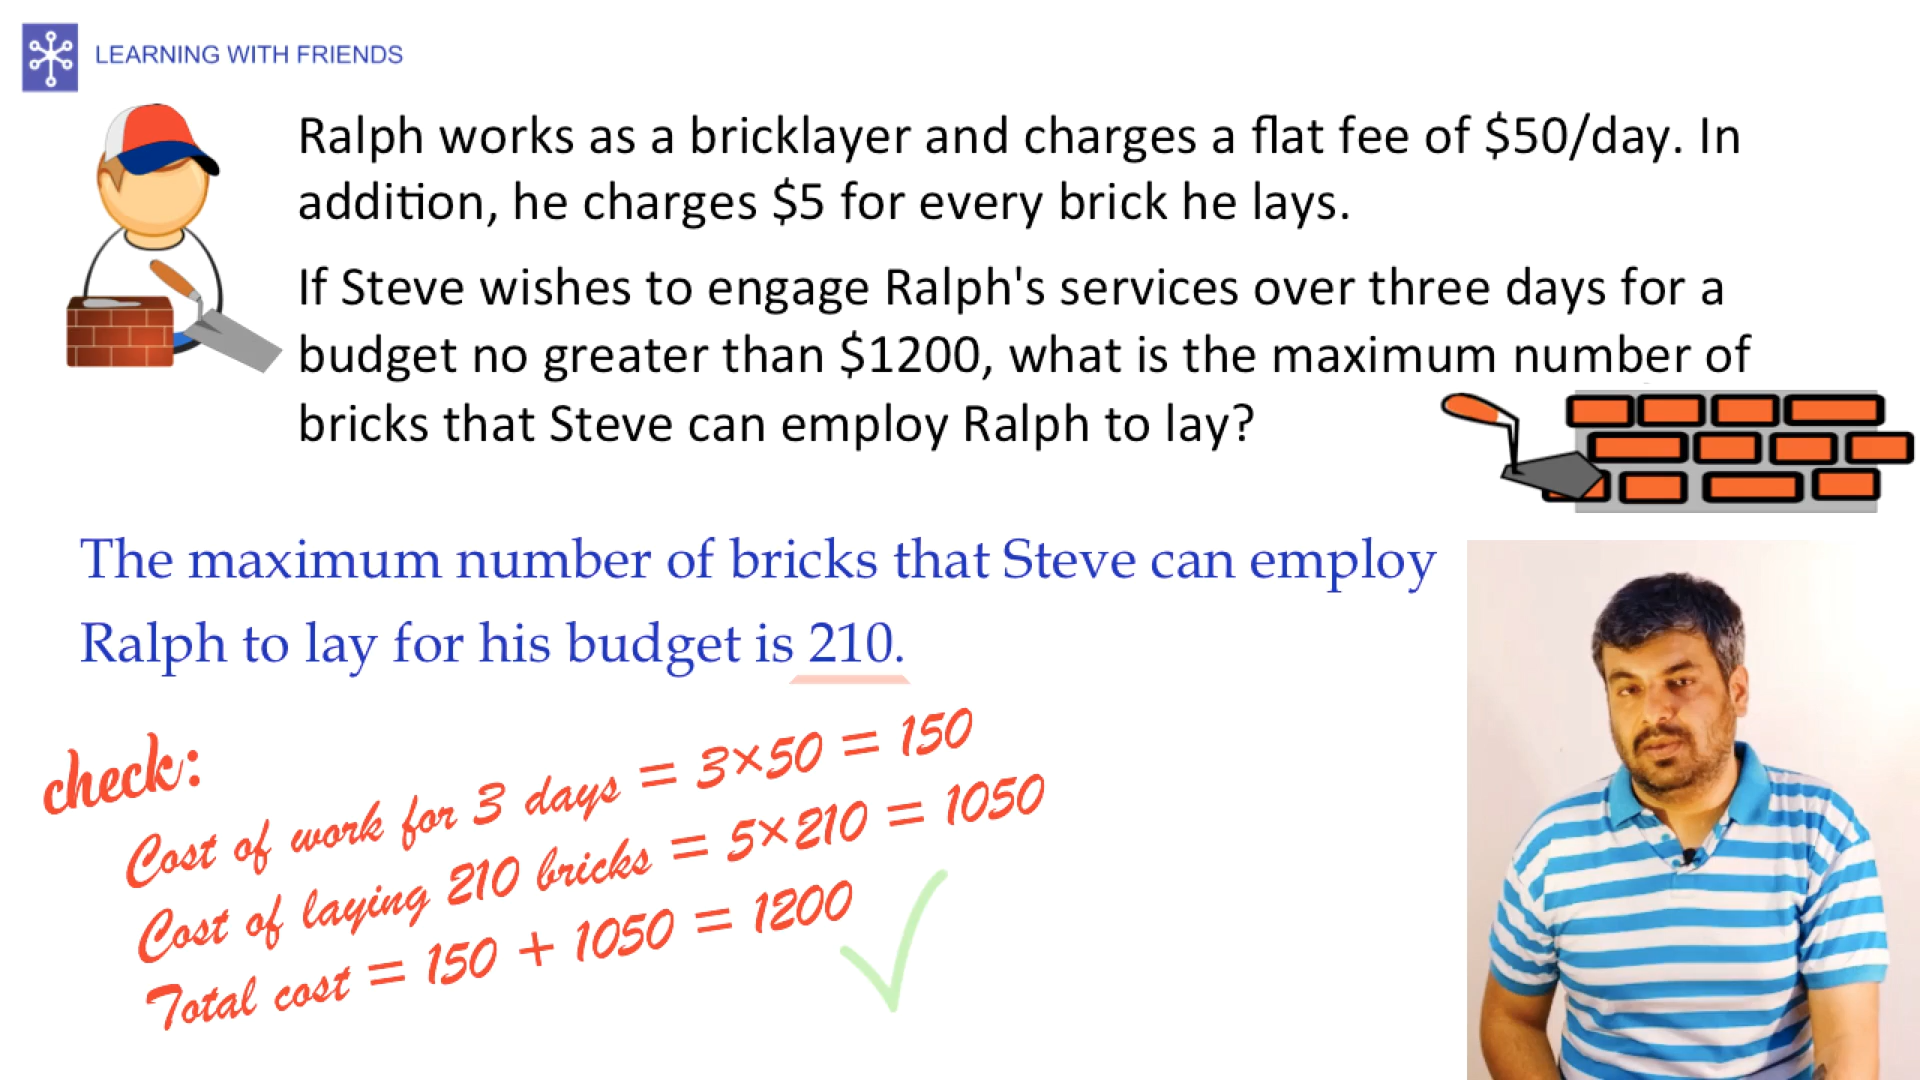 LEARNING WITH FRIENDS
Ralph works as a bricklayer and charges a flat fee of $50/day. In
addition, he charges $5 for every brick he lays.
If Steve wishes to engage Ralph's services over three days for a
budget no greater than $1200, what is the maximum number of
bricks that Steve can employ Ralph to lay?
The maximum number of bricks that Steve can employ
Ralph to lay for his budget is 210.
check:
Cost of work for 3 days = 3×50 = 150
Cost of laying 210 bricks = 5×210 = 1050
Total cost = 150 + 1050 = 1200